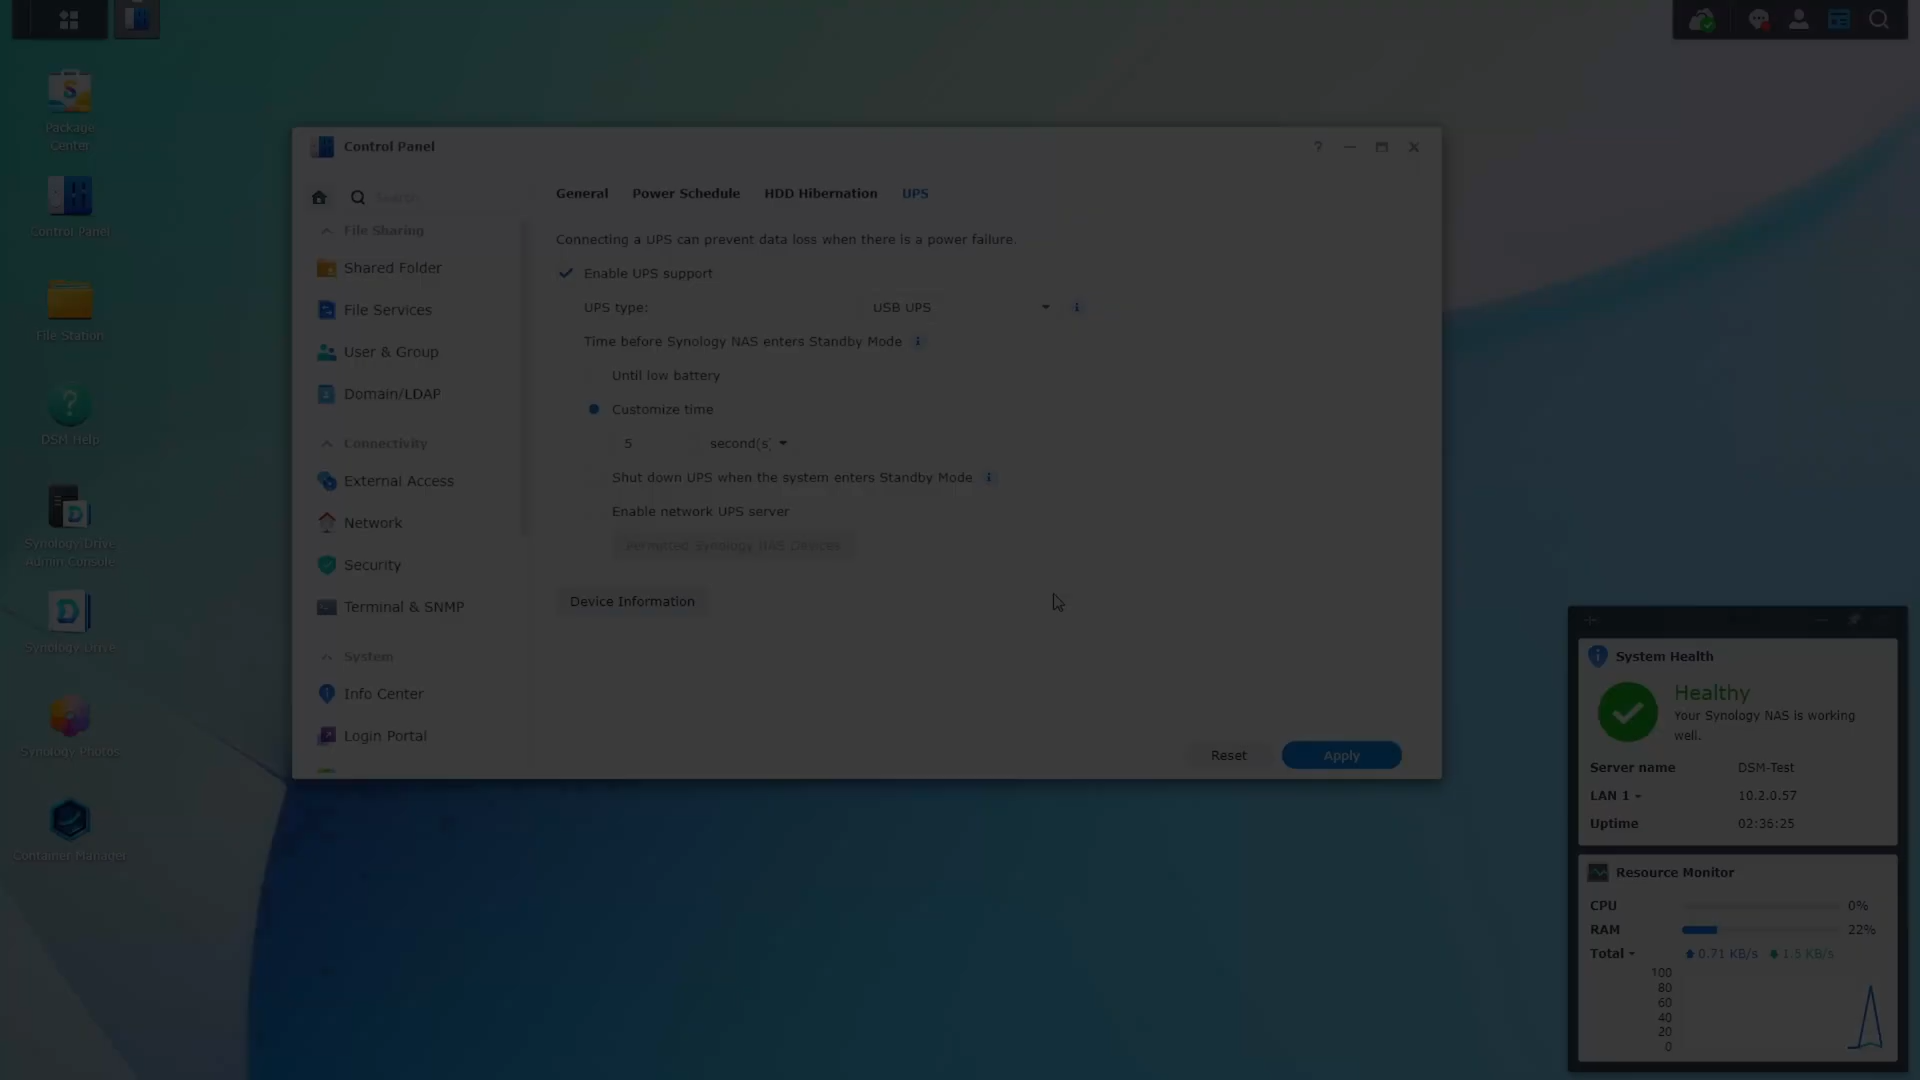 Package
Center
Control Panel
File Station
DSM Help
Synology Drive
Admin Console
Synology Drive
Synology Photos
Container Manager
Control Panel
Search
File Sharing
Shared Folder
File Services
User & Group
Domain/LDAP
Connectivity
External Access
Network
Security
Terminal & SNMP
System
Info Center
Login Portal
General Power Schedule HDD Hibernation UPS
Connecting a UPS can prevent data loss when there is a power failure.
Enable UPS support
UPS type: USB UPS
Time before Synology NAS enters Standby Mode
Until low battery
Customize time
5 second(s)
Shut down UPS when the system enters Standby Mode
Enable network UPS server
Permitted Synology NAS Devices
Device Information
Reset Apply
System Health
Healthy
Your Synology NAS is working
well.
Server name DSM-Test
LAN 1 10.2.0.57
Uptime 02:36:25
Resource Monitor
CPU 0%
RAM 22%
Total 0.71 KB/s 1.5 KB/s
100
80
60
40
20
0